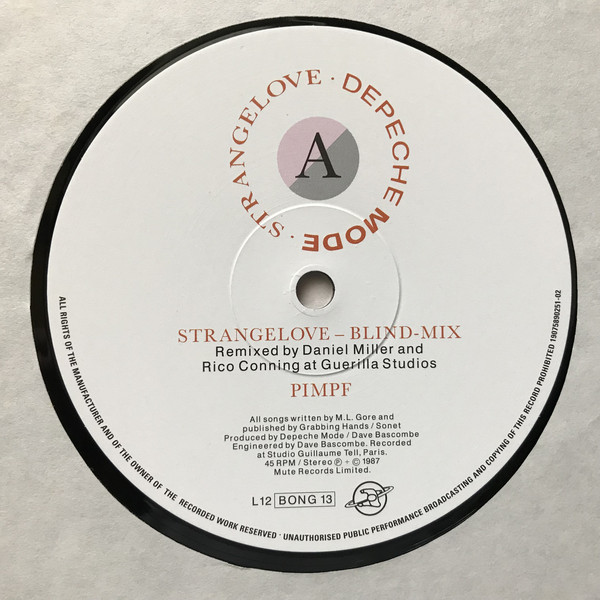 STRANGELOVE · DEPECHE MODE ·
A
STRANGELOVE – BLIND-MIX
Remixed by Daniel Miller and
Rico Conning at Guerilla Studios
PIMPF
All songs written by M.L. Gore and
published by Grabbing Hands / Sonet
Produced by Depeche Mode / Dave Bascombe
Engineered by Dave Bascombe. Recorded
at Studio Guillaume Tell, Paris.
45 RPM / Stereo ℗ + © 1987
Mute Records Limited.
L12 BONG 13
ALL RIGHTS OF THE MANUFACTURER AND OF THE OWNER OF THE RECORDED WORK RESERVED · UNAUTHORISED PUBLIC PERFORMANCE BROADCASTING AND COPYING OF THIS RECORD PROHIBITED 19075890251-02